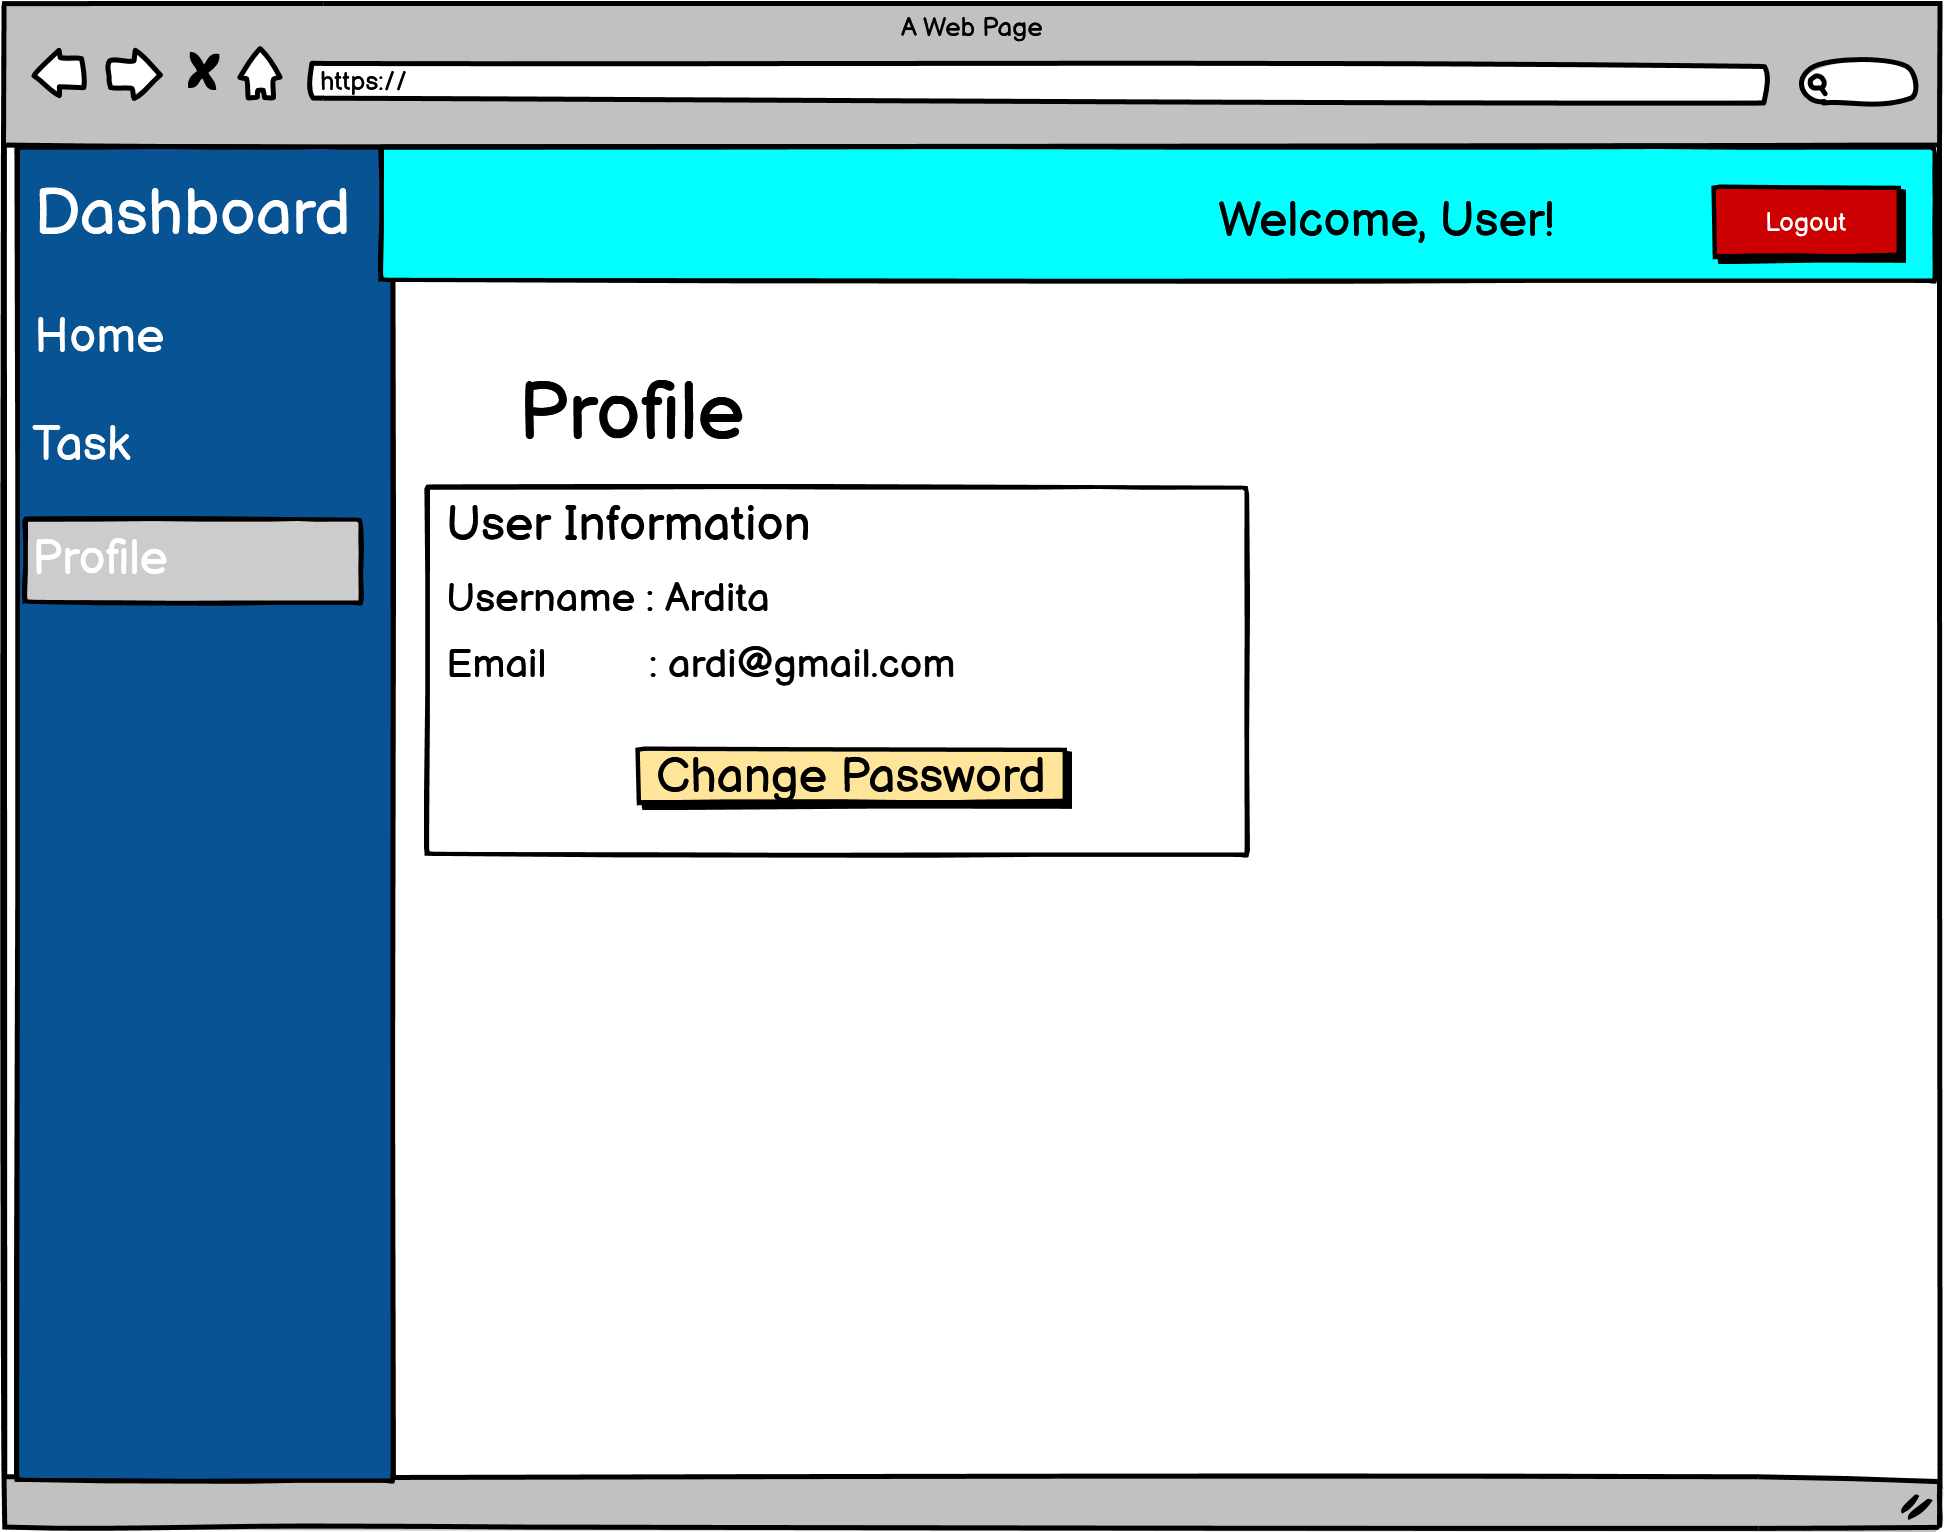 A Web Page
https://
Dashboard
Welcome, User!
Logout
Home
Task
Profile
Profile
User Information
Username : Ardita
Email : ardi@gmail.com
Change Password